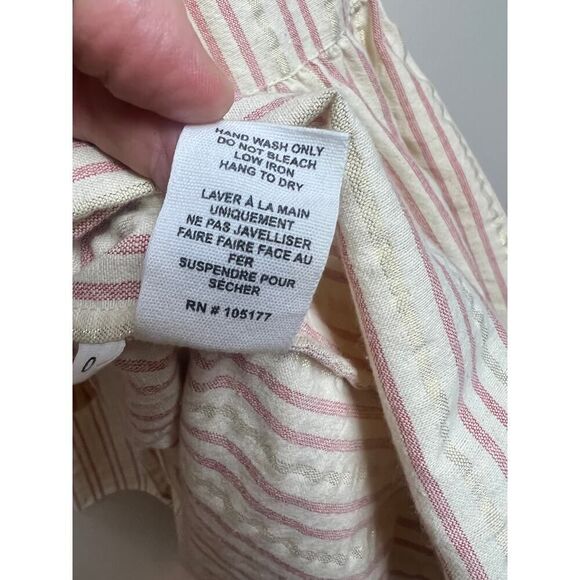 HAND WASH ONLY
DO NOT BLEACH
LOW IRON
HANG TO DRY
LAVER À LA MAIN
UNIQUEMENT
NE PAS JAVELLISER
FAIRE FAIRE FACE AU
FER
SUSPENDRE POUR
SÉCHER
RN # 105177
0